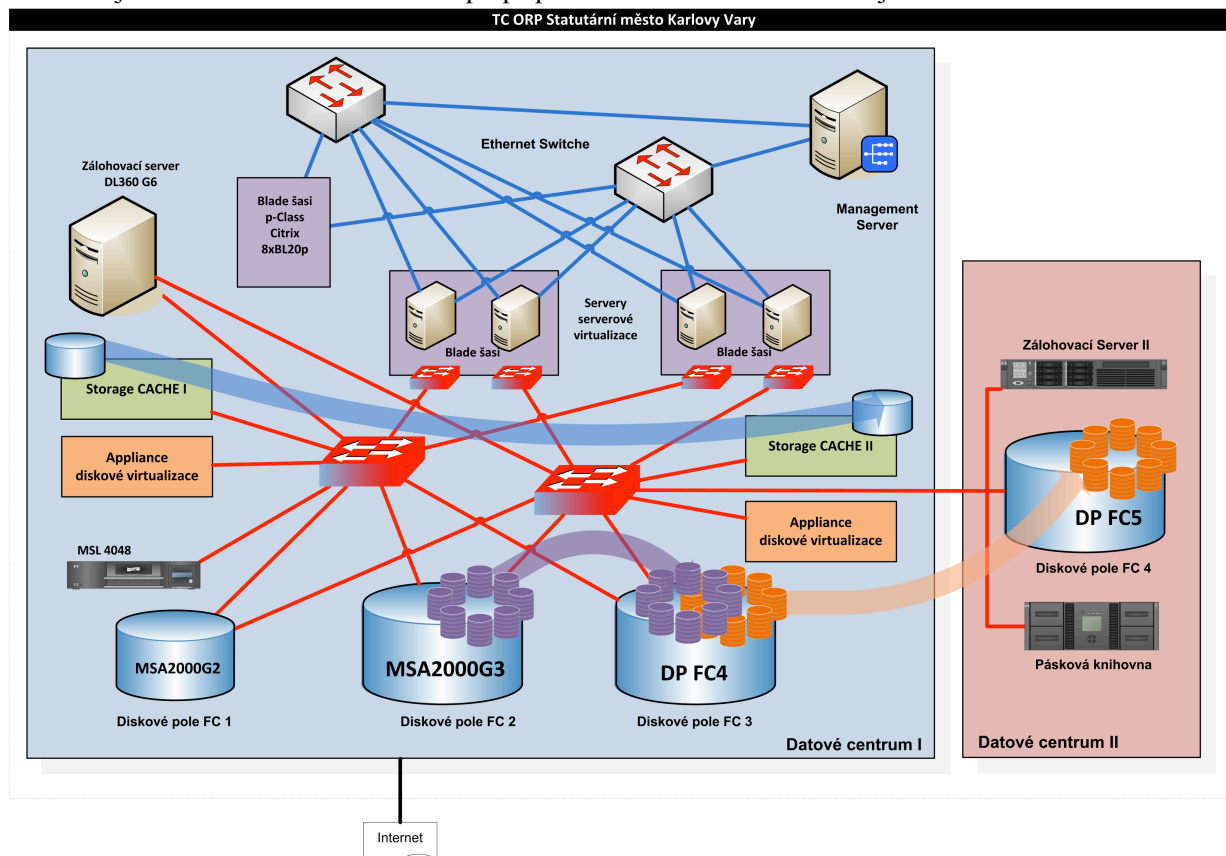 TC ORP Statutární město Karlovy Vary
Ethernet Switche
Zálohovací server
DL360 G6
Blade šasi
p-Class
Citrix
8xBL20p
Management
Server
Servery
serverové
virtualizace
Blade šasi
Blade šasi
Zálohovací Server II
Storage CACHE I
Storage CACHE II
Appliance
diskové virtualizace
Appliance
diskové virtualizace
DP FC5
Diskové pole FC 4
MSL 4048
MSA2000G2
MSA2000G3
DP FC4
Pásková knihovna
Diskové pole FC 1
Diskové pole FC 2
Diskové pole FC 3
Datové centrum I
Datové centrum II
Internet